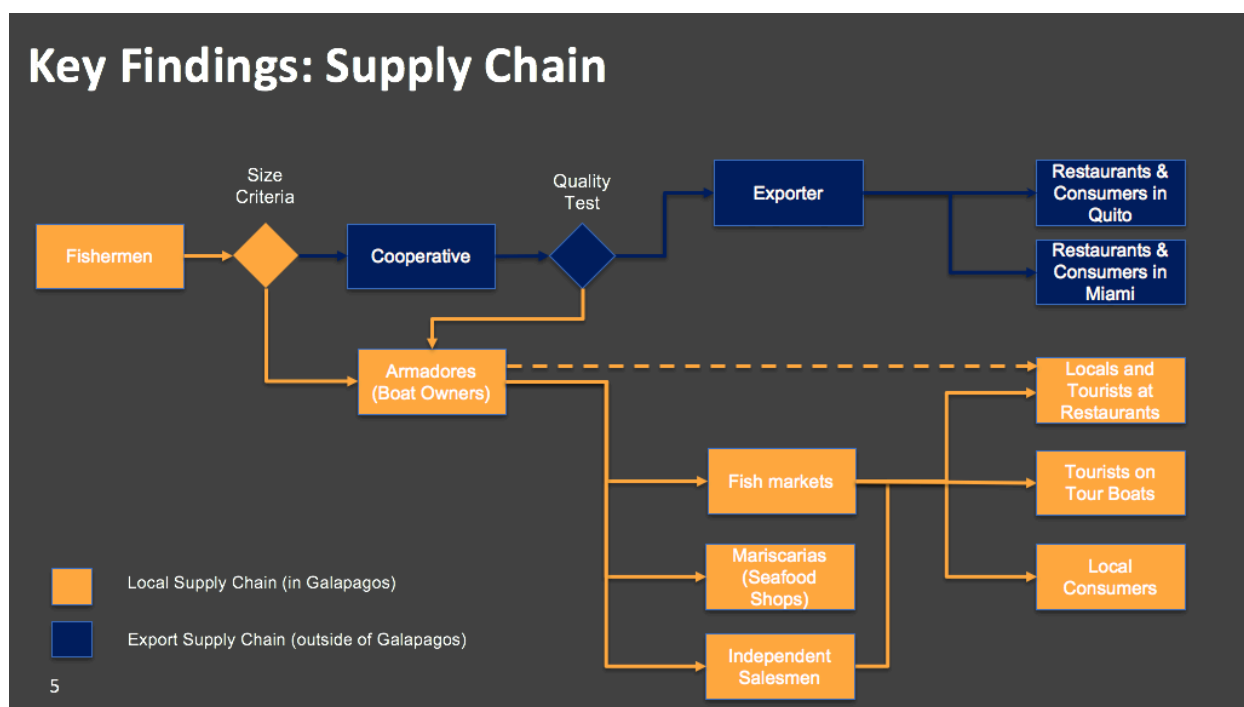 Key Findings: Supply Chain
Size
Criteria
Quality
Test
Fishermen
Cooperative
Exporter
Restaurants &
Consumers in
Quito
Restaurants &
Consumers in
Miami
Armadores
(Boat Owners)
Locals and
Tourists at
Restaurants
Fish markets
Tourists on
Tour Boats
Mariscarias
(Seafood
Shops)
Local
Consumers
Independent
Salesmen
Local Supply Chain (in Galapagos)
Export Supply Chain (outside of Galapagos)
5